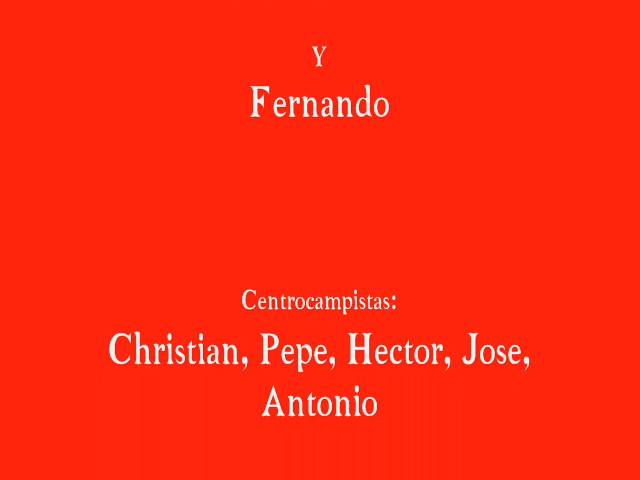 Y
Fernando
Centrocampistas:
Christian, Pepe, Hector, Jose,
Antonio